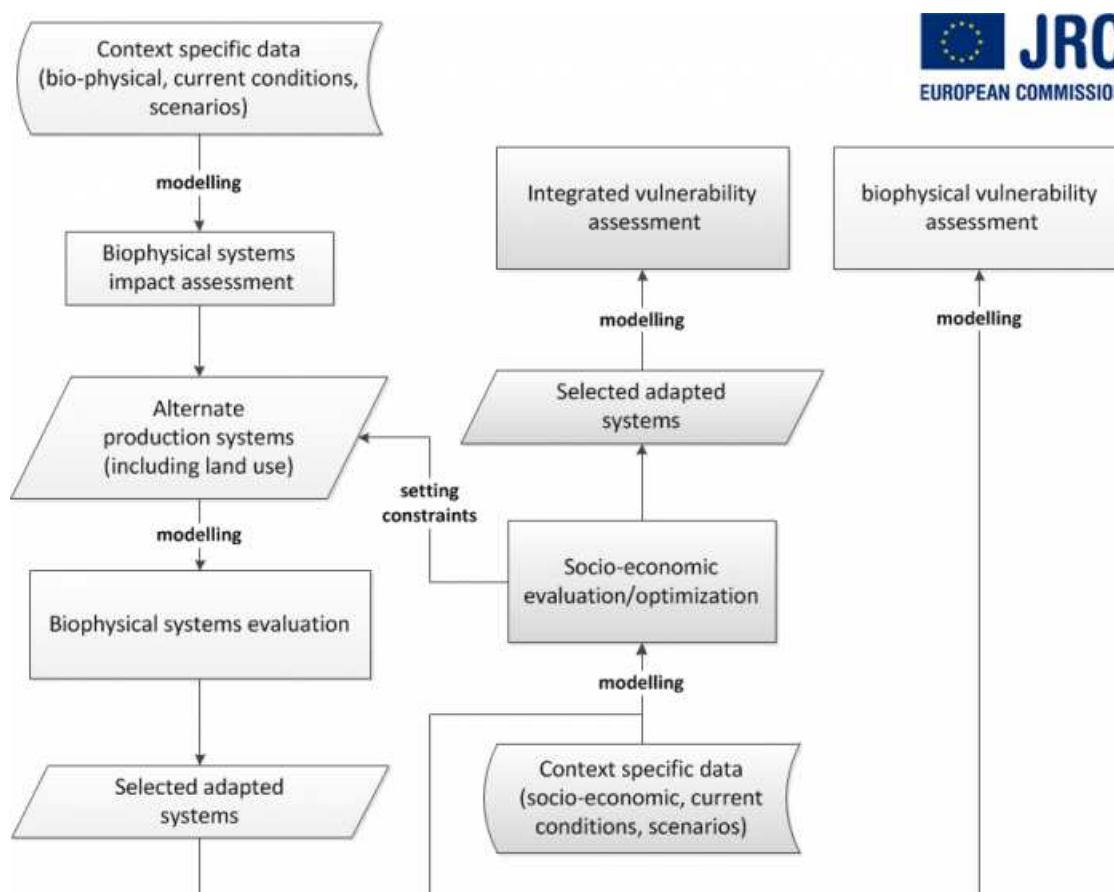 Context specific data
(bio-physical, current conditions,
scenarios)
JRC
EUROPEAN COMMISSION
modelling
Biophysical systems
impact assessment
Alternate
production systems
(including land use)
modelling
Biophysical systems evaluation
Selected adapted
systems
Integrated vulnerability
assessment
modelling
Selected adapted
systems
setting
constraints
Socio-economic
evaluation/optimization
modelling
Context specific data
(socio-economic, current
conditions, scenarios)
biophysical vulnerability
assessment
modelling